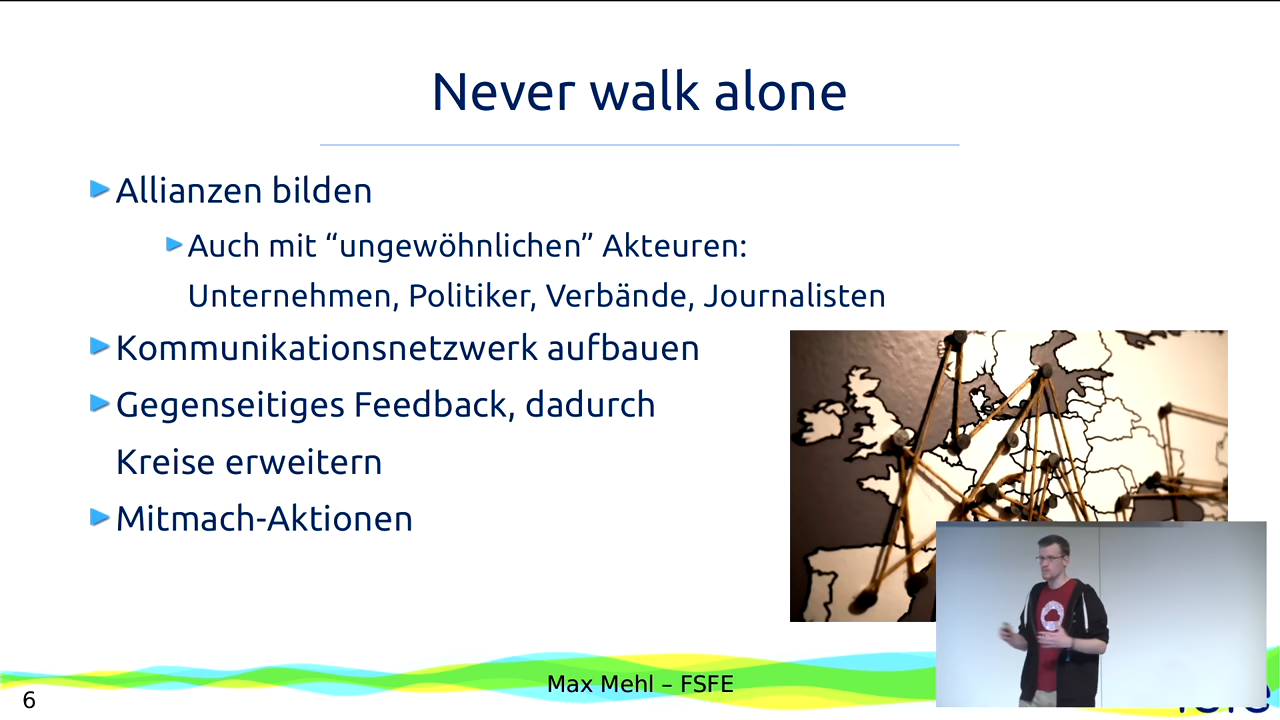 Never walk alone
Allianzen bilden
Auch mit “ungewöhnlichen” Akteuren:
Unternehmen, Politiker, Verbände, Journalisten
Kommunikationsnetzwerk aufbauen
Gegenseitiges Feedback, dadurch
Kreise erweitern
Mitmach-Aktionen
Max Mehl – FSFE
6